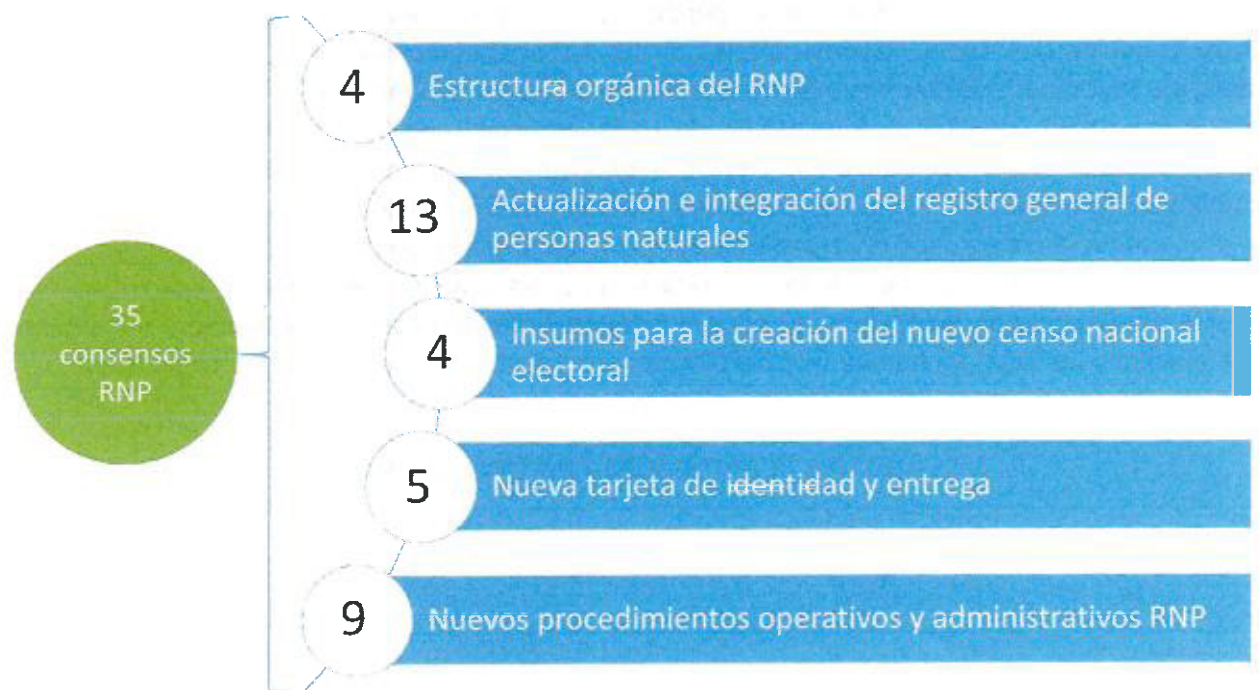 35
consensos
RNP
4
Estructura orgánica del RNP
13
Actualización e integración del registro general de
personas naturales
4
Insumos para la creación del nuevo censo nacional
electoral
5
Nueva tarjeta de identidad y entrega
9
Nuevos procedimientos operativos y administrativos RNP